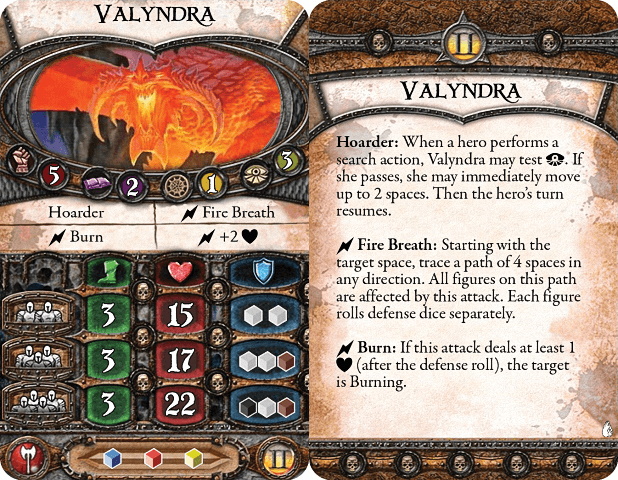 VALYNDRA
5 2 1 3
Hoarder Fire Breath
Burn +2
3 15
3 17
3 22
II
II
VALYNDRA
Hoarder: When a hero performs a
search action, Valyndra may test . If
she passes, she may immediately move
up to 2 spaces. Then the hero's turn
resumes.
Fire Breath: Starting with the
target space, trace a path of 4 spaces in
any direction. All figures on this path
are affected by this attack. Each figure
rolls defense dice separately.
Burn: If this attack deals at least 1
(after the defense roll), the target
is Burning.